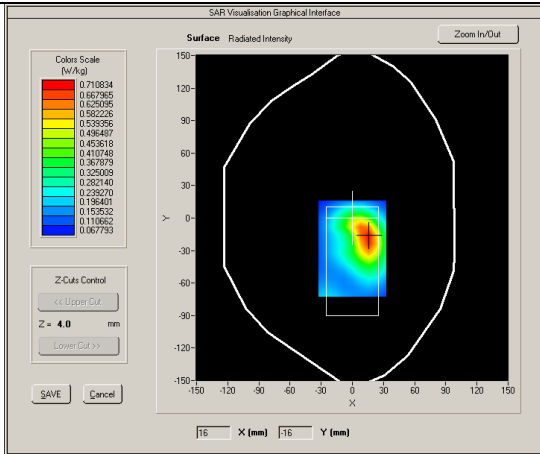 SAR Visualisation Graphical Interface
Surface Radiated Intensity
Zoom In/Out
Colors Scale
(W/kg)
0.710834
0.667965
0.625095
0.582226
0.539356
0.496487
0.453618
0.410748
0.367879
0.325009
0.282140
0.239270
0.196401
0.153532
0.110662
0.067793
Z-Cuts Control
<< Upper Cut
Z = 4.0 mm
Lower Cut >>
SAVE
Cancel
150
120
90
60
30
0
-30
-60
-90
-120
-150
Y
-150 -120 -90 -60 -30 0 30 60 90 120 150
X
16 X (mm) -16 Y (mm)